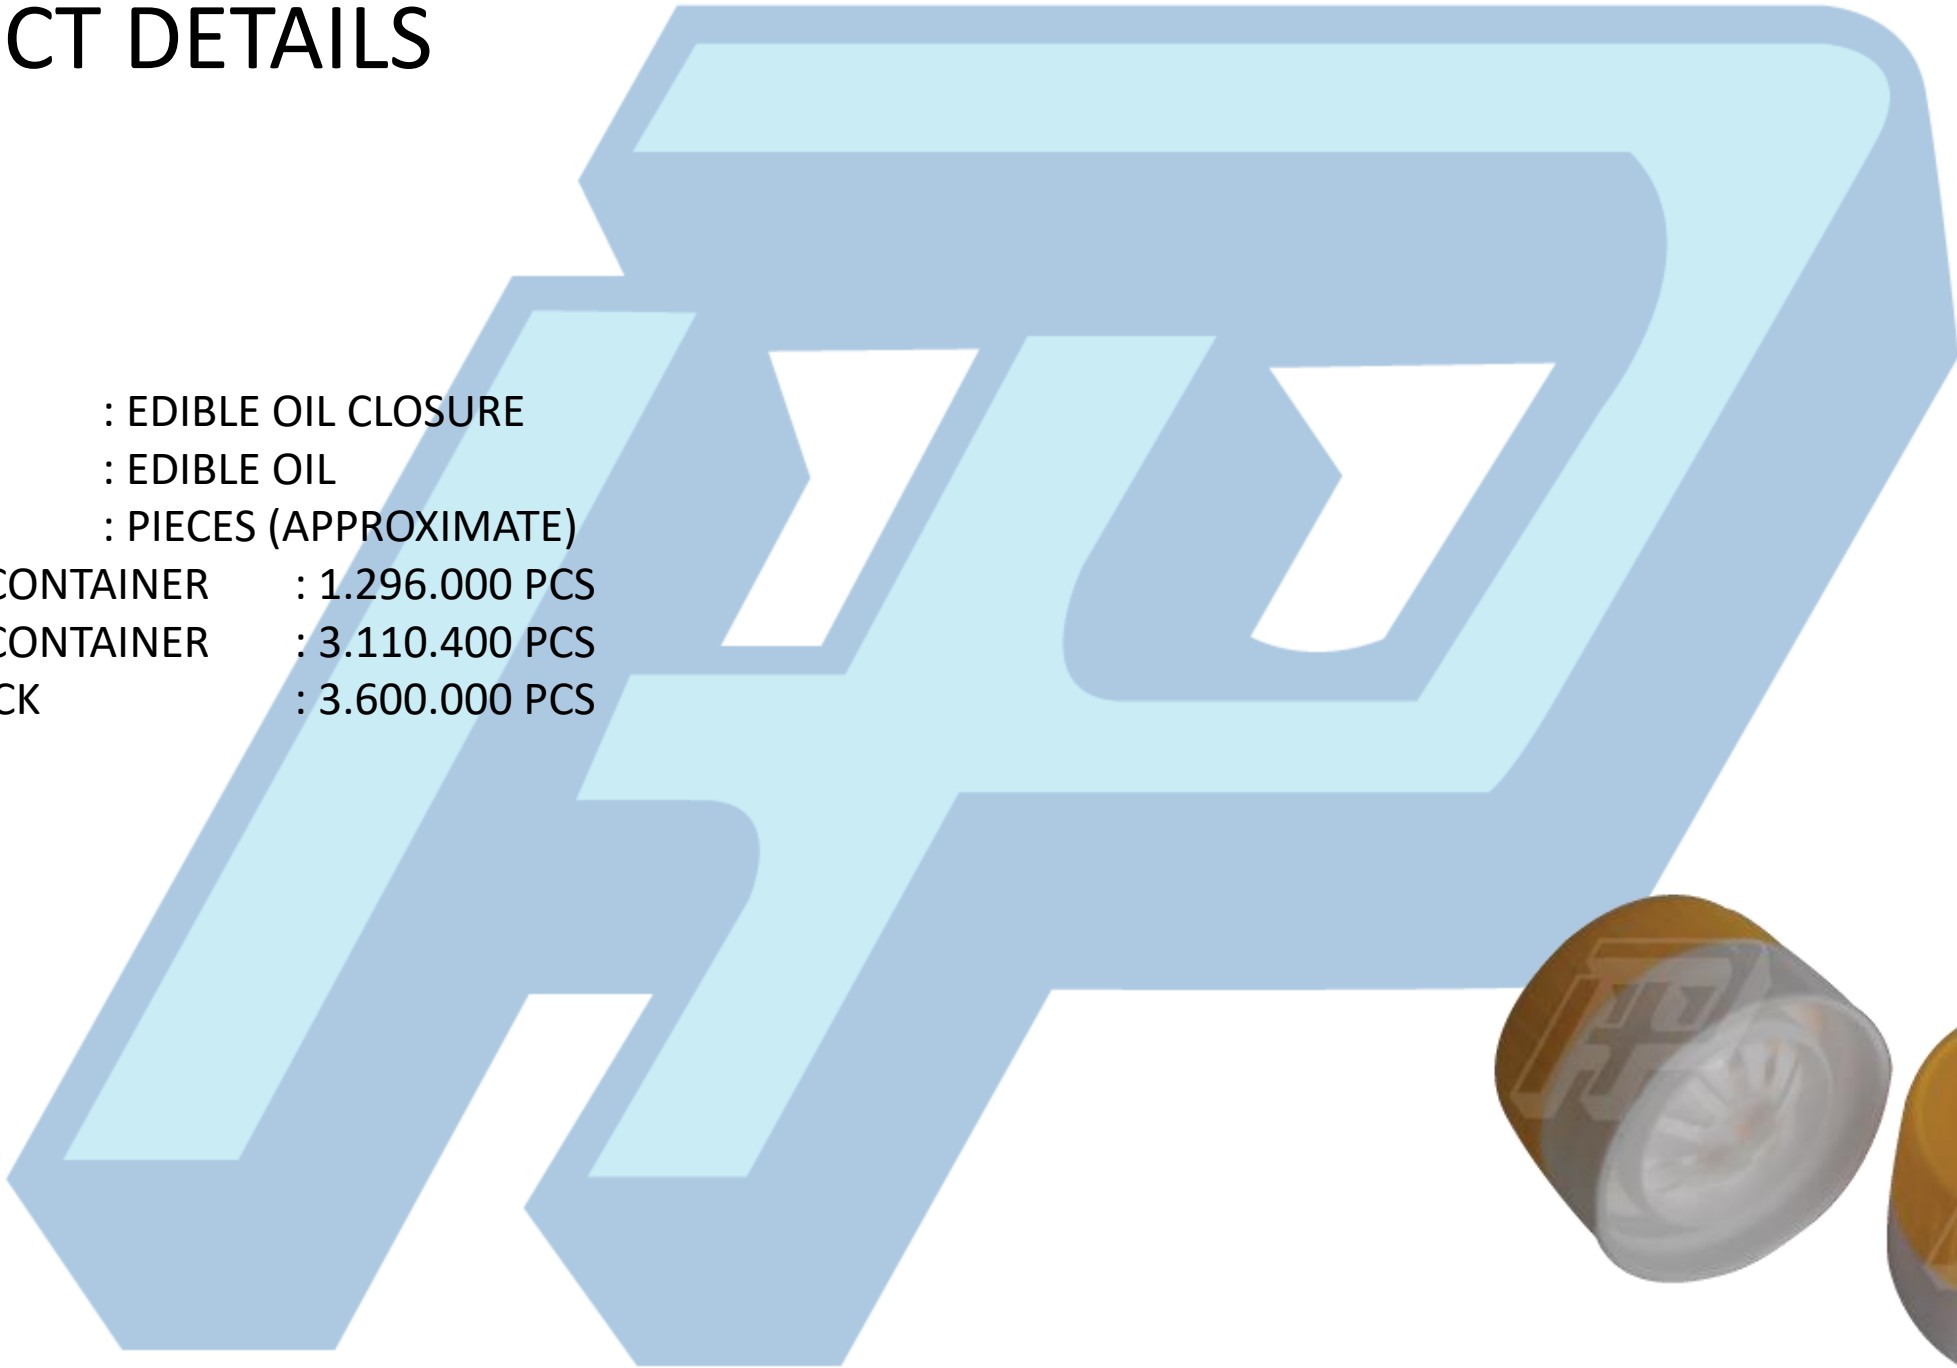 CT DETAILS
: EDIBLE OIL CLOSURE
: EDIBLE OIL
: PIECES (APPROXIMATE)
CONTAINER : 1.296.000 PCS
CONTAINER : 3.110.400 PCS
CK : 3.600.000 PCS